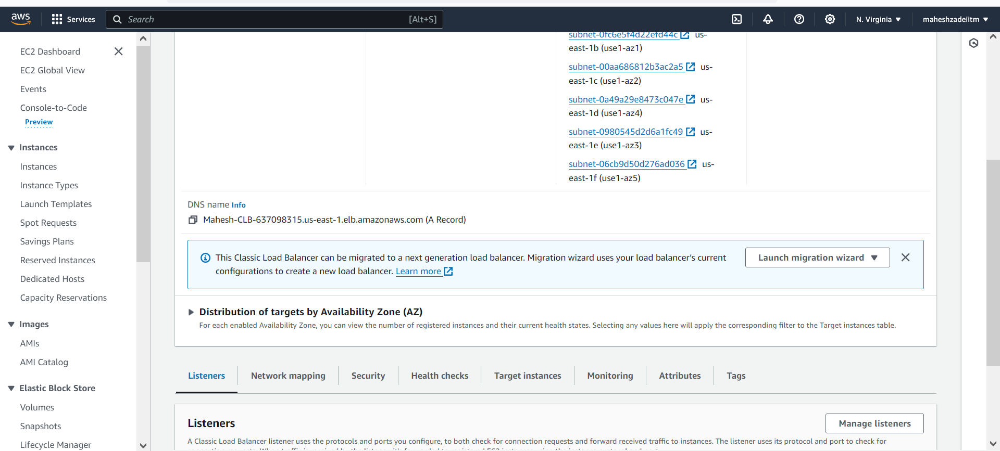 aws
Services
Search [Alt+S]
N. Virginia
maheshzadeiitm
EC2 Dashboard
EC2 Global View
Events
Console-to-Code
Preview
Instances
Instances
Instance Types
Launch Templates
Spot Requests
Savings Plans
Reserved Instances
Dedicated Hosts
Capacity Reservations
Images
AMIs
AMI Catalog
Elastic Block Store
Volumes
Snapshots
Lifecycle Manager
subnet-0fc6e5f4d22efd44c us-
east-1b (use1-az1)
subnet-00aa686812b3ac2a5 us-
east-1c (use1-az2)
subnet-0a49a29e8473c047e us-
east-1d (use1-az4)
subnet-0980545d2d6a1fc49 us-
east-1e (use1-az3)
subnet-06cb9d50d276ad036 us-
east-1f (use1-az5)
DNS name Info
Mahesh-CLB-637098315.us-east-1.elb.amazonaws.com (A Record)
This Classic Load Balancer can be migrated to a next generation load balancer. Migration wizard uses your load balancer's current
configurations to create a new load balancer. Learn more
Launch migration wizard
Distribution of targets by Availability Zone (AZ)
For each enabled Availability Zone, you can view the number of registered instances and their current health states. Selecting any values here will apply the corresponding filter to the Target instances table.
Listeners
Network mapping
Security
Health checks
Target instances
Monitoring
Attributes
Tags
Listeners
Manage listeners
A Classic Load Balancer listener uses the protocols and ports you configure, to both check for connection requests and forward received traffic to instances. The listener uses its protocol and port to check for